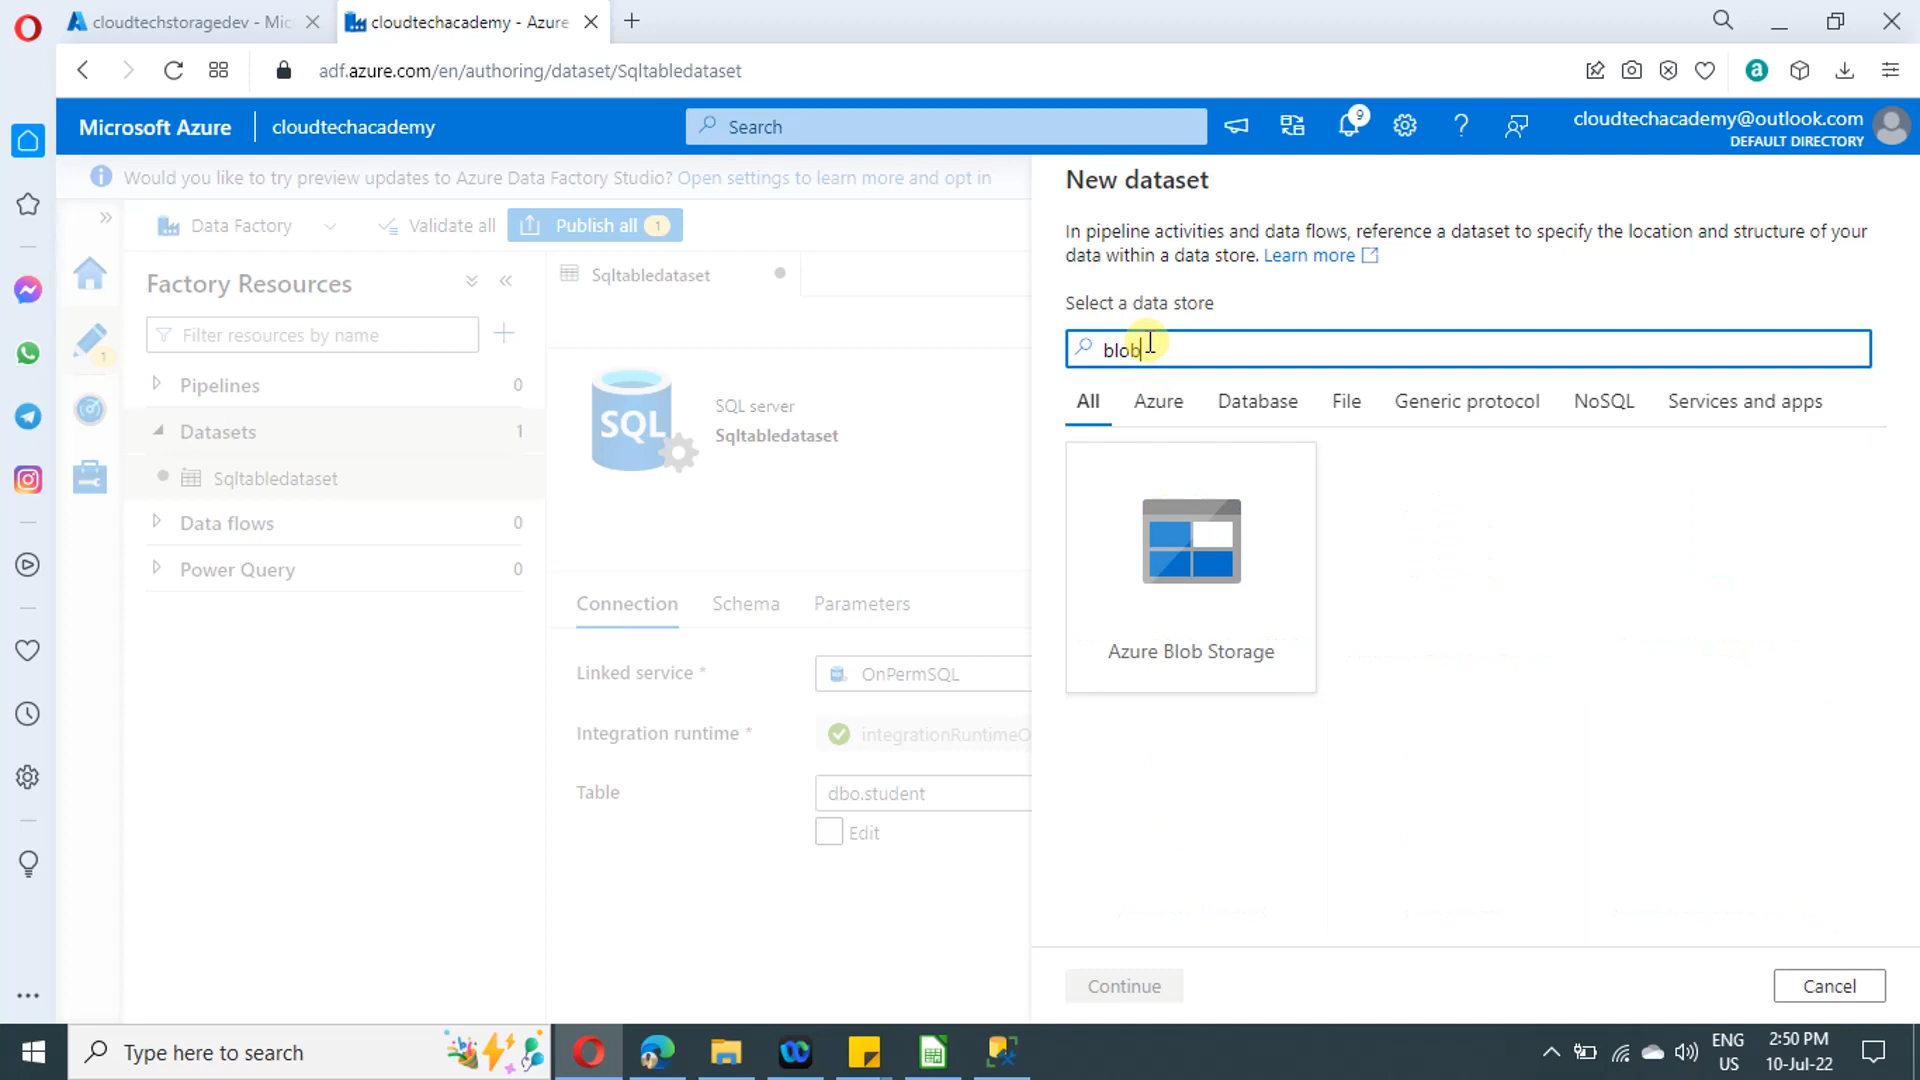 cloudtechstoragedev - Mic
cloudtechacademy - Azure
adf.azure.com/en/authoring/dataset/Sqltabledataset
a
Microsoft Azure
cloudtechacademy
Search
9
cloudtechacademy@outlook.com
DEFAULT DIRECTORY
Would you like to try preview updates to Azure Data Factory Studio? Open settings to learn more and opt in
Data Factory
Validate all
Publish all
1
Factory Resources
Filter resources by name
1
Pipelines
0
Datasets
1
Sqltabledataset
Data flows
0
Power Query
0
Sqltabledataset
SQL
SQL server
Sqltabledataset
Connection
Schema
Parameters
Linked service *
OnPermSQL
Integration runtime *
integrationRuntimeO
Table
dbo.student
Edit
New dataset
In pipeline activities and data flows, reference a dataset to specify the location and structure of your
data within a data store. Learn more
Select a data store
blob
All
Azure
Database
File
Generic protocol
NoSQL
Services and apps
Azure Blob Storage
Continue
Cancel
Type here to search
ENG
US
2:50 PM
10-Jul-22